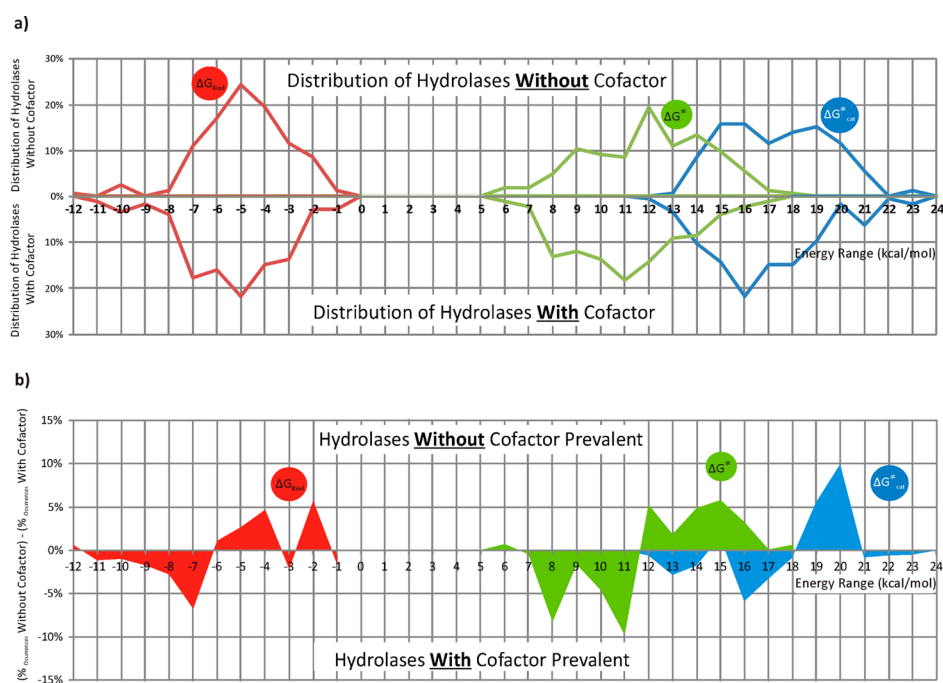 a)
30%
20%
10%
0%
10%
20%
30%
Distribution of Hydrolases
Without Cofactor
Distribution of Hydrolases
With Cofactor
Distribution of Hydrolases Without Cofactor
ΔG Bind
ΔG≠
ΔG≠ cat
-12 -11 -10 -9 -8 -7 -6 -5 -4 -3 -2 -1 0 1 2 3 4 5 6 7 8 9 10 11 12 13 14 15 16 17 18 19 20 21 22 23 24
Energy Range (kcal/mol)
Distribution of Hydrolases With Cofactor
b)
15%
10%
5%
0%
-5%
-10%
-15%
(% Occurrences Without Cofactor) - (% Occurrences With Cofactor)
Hydrolases Without Cofactor Prevalent
ΔG Bind
ΔG≠
ΔG≠ cat
-12 -11 -10 -9 -8 -7 -6 -5 -4 -3 -2 -1 0 1 2 3 4 5 6 7 8 9 10 11 12 13 14 15 16 17 18 19 20 21 22 23 24
Energy Range (kcal/mol)
Hydrolases With Cofactor Prevalent